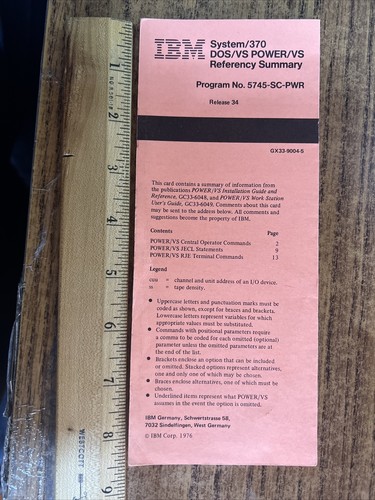 IBM
System/370
DOS/VS POWER/VS
Referency Summary
Program No. 5745-SC-PWR
Release 34
GX33-9004-5
This card contains a summary of information from
the publications POWER/VS Installation Guide and
Reference, GC33-6048, and POWER/VS Work Station
User's Guide, GC33-6049. Comments about this card
may be sent to the address below. All comments and
suggestions become the property of IBM.
Contents Page
POWER/VS Central Operator Commands 2
POWER/VS JECL Statements 9
POWER/VS RJE Terminal Commands 13
Legend
cuu = channel and unit address of an I/O device.
m = tape density.
• Uppercase letters and punctuation marks must be
coded as shown, except for braces and brackets.
Lowercase letters represent variables for which
appropriate values must be substituted.
• Commands with positional parameters require
a comma to be coded for each omitted (optional)
parameter unless the omitted parameters are at
the end of the list.
• Brackets enclose an option that can be included
or omitted. Stacked options represent alternatives,
one and only one of which may be chosen.
• Braces enclose alternatives, one of which must be
chosen.
• Underlined items represent what POWER/VS
assumes in the event the option is omitted.
IBM Germany, Schwertstrasse 58,
7032 Sindelfingen, West Germany
© IBM Corp. 1976
1
2
3
4
5
6
7
8
9
WESTCOTT